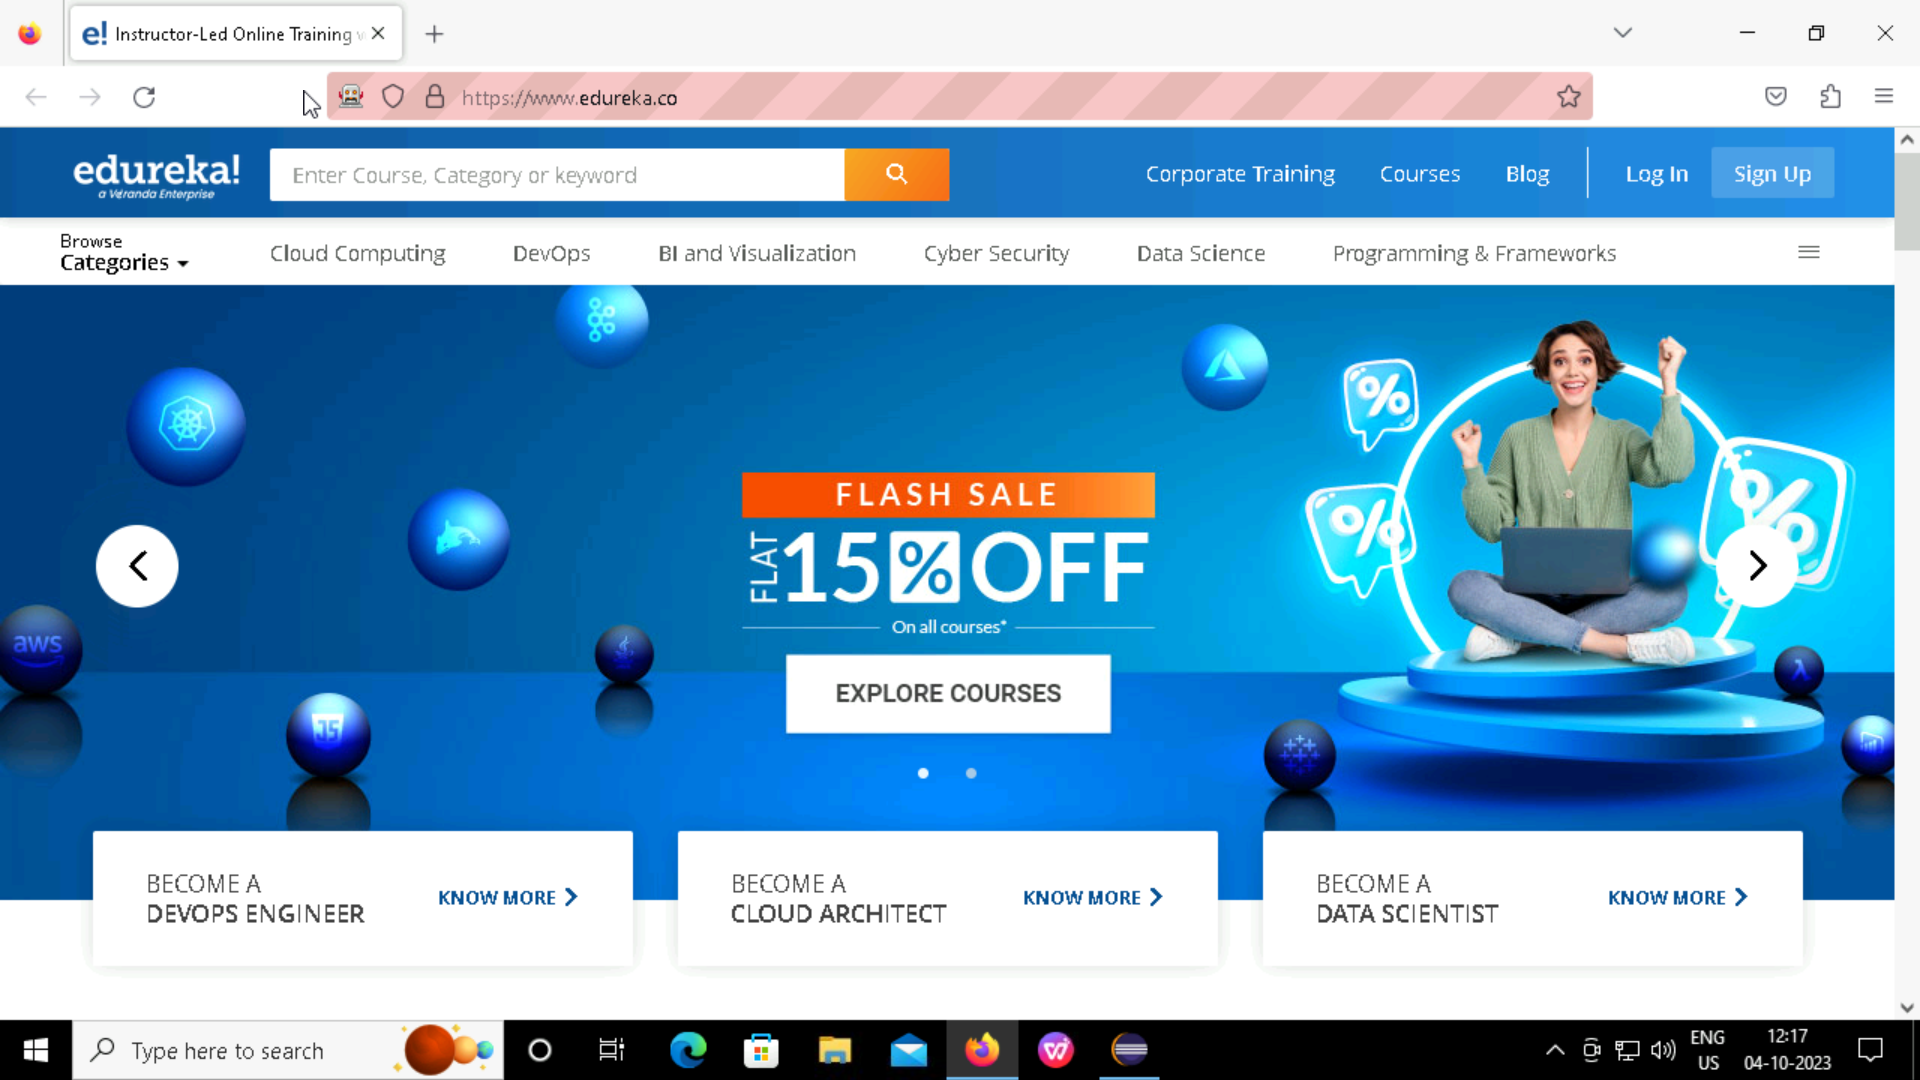 e! Instructor-Led Online Training v
https://www.edureka.co
edureka!
a Veranda Enterprise
Enter Course, Category or keyword
Corporate Training
Courses
Blog
Log In
Sign Up
Browse
Categories
Cloud Computing
DevOps
BI and Visualization
Cyber Security
Data Science
Programming & Frameworks
FLASH SALE
FLAT 15% OFF
On all courses*
EXPLORE COURSES
%
%
%
aws
JS
BECOME A
DEVOPS ENGINEER
KNOW MORE
BECOME A
CLOUD ARCHITECT
KNOW MORE
BECOME A
DATA SCIENTIST
KNOW MORE
Type here to search
ENG
US
12:17
04-10-2023